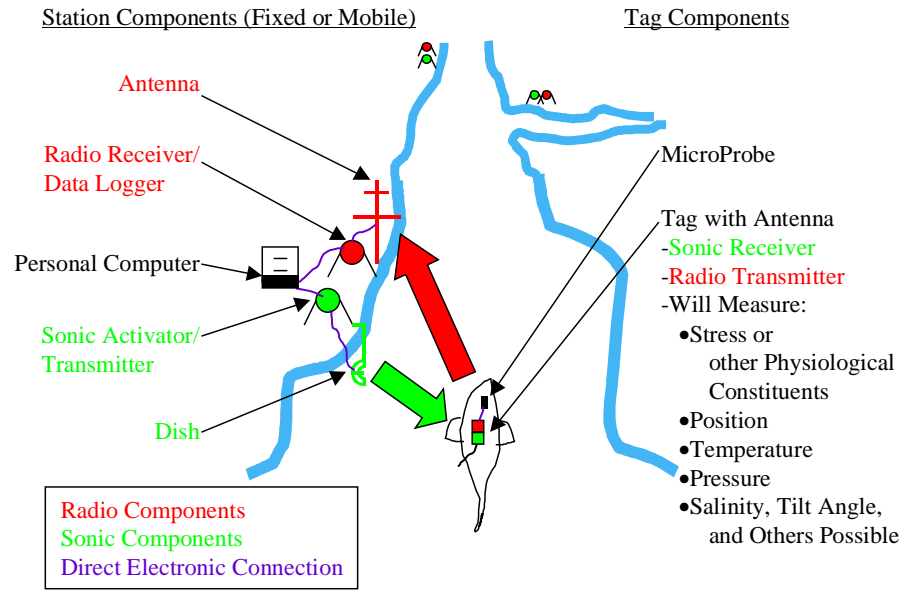 Station Components (Fixed or Mobile)
Tag Components
Antenna
Radio Receiver/
Data Logger
Personal Computer
Sonic Activator/
Transmitter
Dish
MicroProbe
Tag with Antenna
-Sonic Receiver
-Radio Transmitter
-Will Measure:
•Stress or
other Physiological
Constituents
•Position
•Temperature
•Pressure
•Salinity, Tilt Angle,
and Others Possible
Radio Components
Sonic Components
Direct Electronic Connection